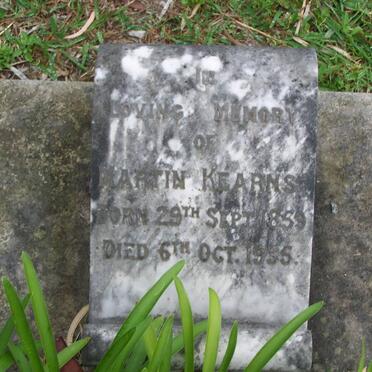 IN
LOVING MEMORY
OF
MARTIN KEARNS
BORN 29TH SEPT. 1859
DIED 6TH OCT. 1935.